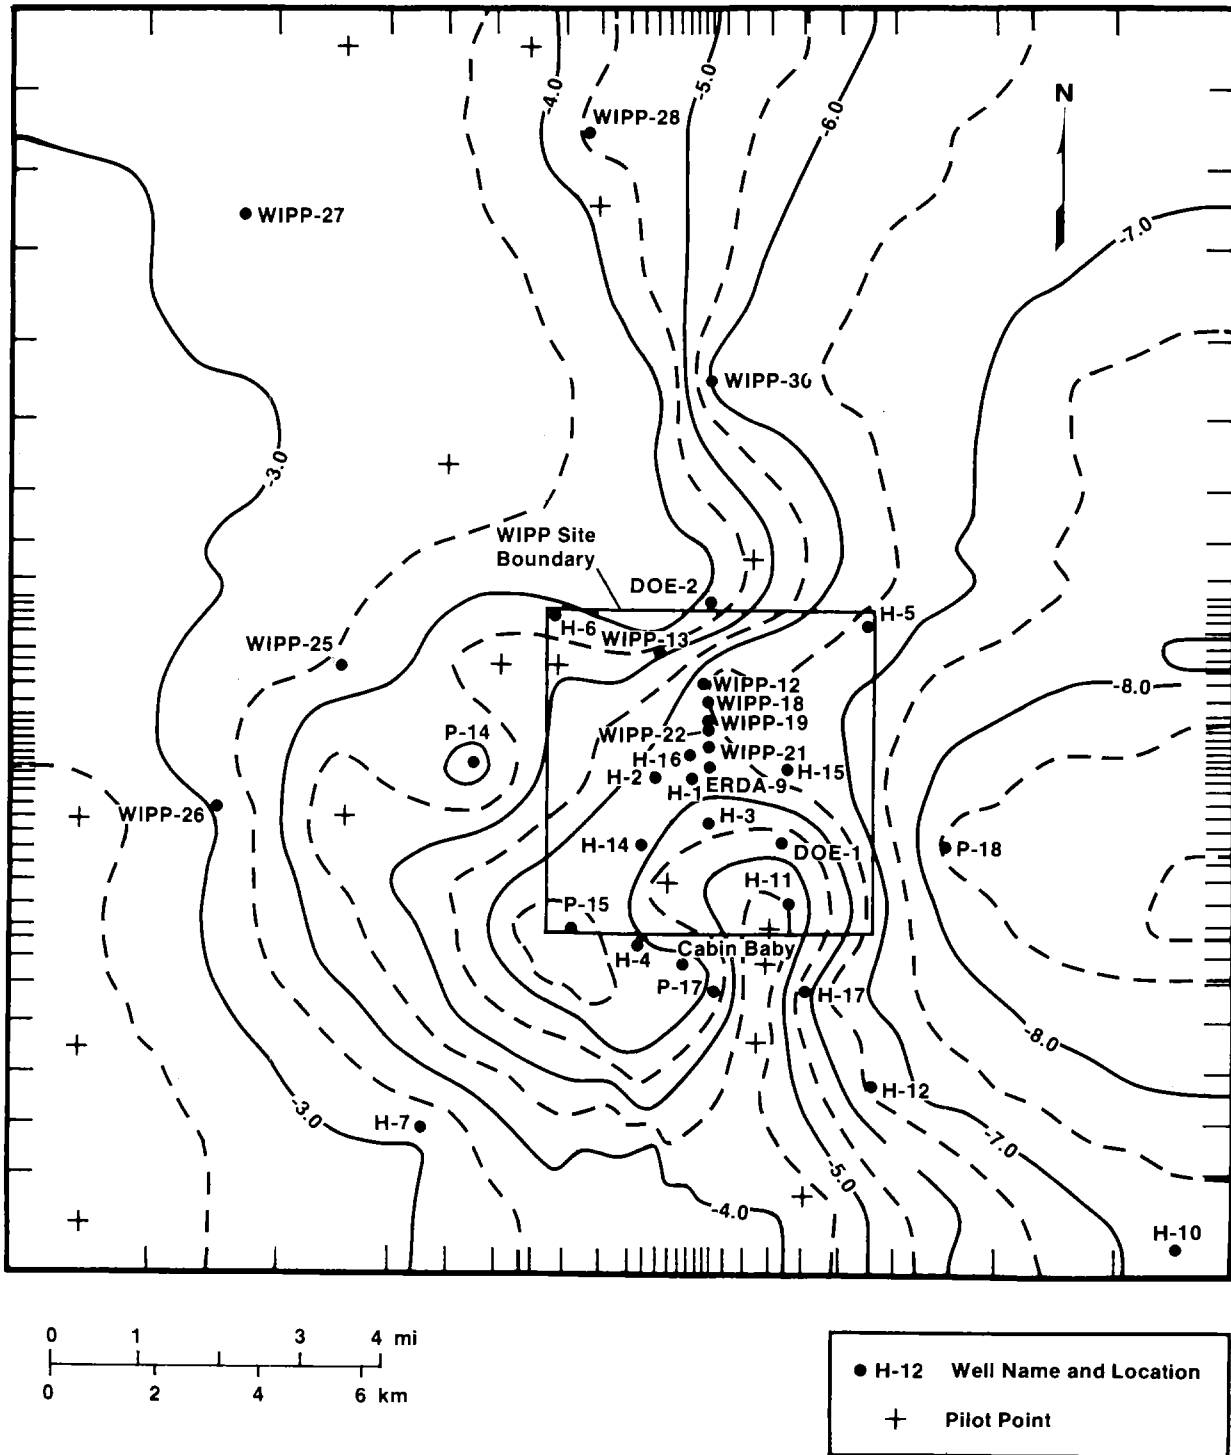 -4.0
-5.0
-6.0
N
WIPP-28
WIPP-27
-7.0
WIPP-30
-3.0
WIPP Site
Boundary
DOE-2
H-5
H-6
WIPP-13
WIPP-25
WIPP-12
-8.0
WIPP-18
WIPP-19
P-14
WIPP-22
WIPP-21
H-16
H-15
H-2
H-1
ERDA-9
WIPP-26
H-3
H-14
DOE-1
P-18
H-11
P-15
Cabin Baby
H-4
P-17
H-17
-8.0
H-12
-3.0
H-7
-7.0
-5.0
-4.0
H-10
0 1 3 4 mi
0 2 4 6 km
H-12 Well Name and Location
Pilot Point